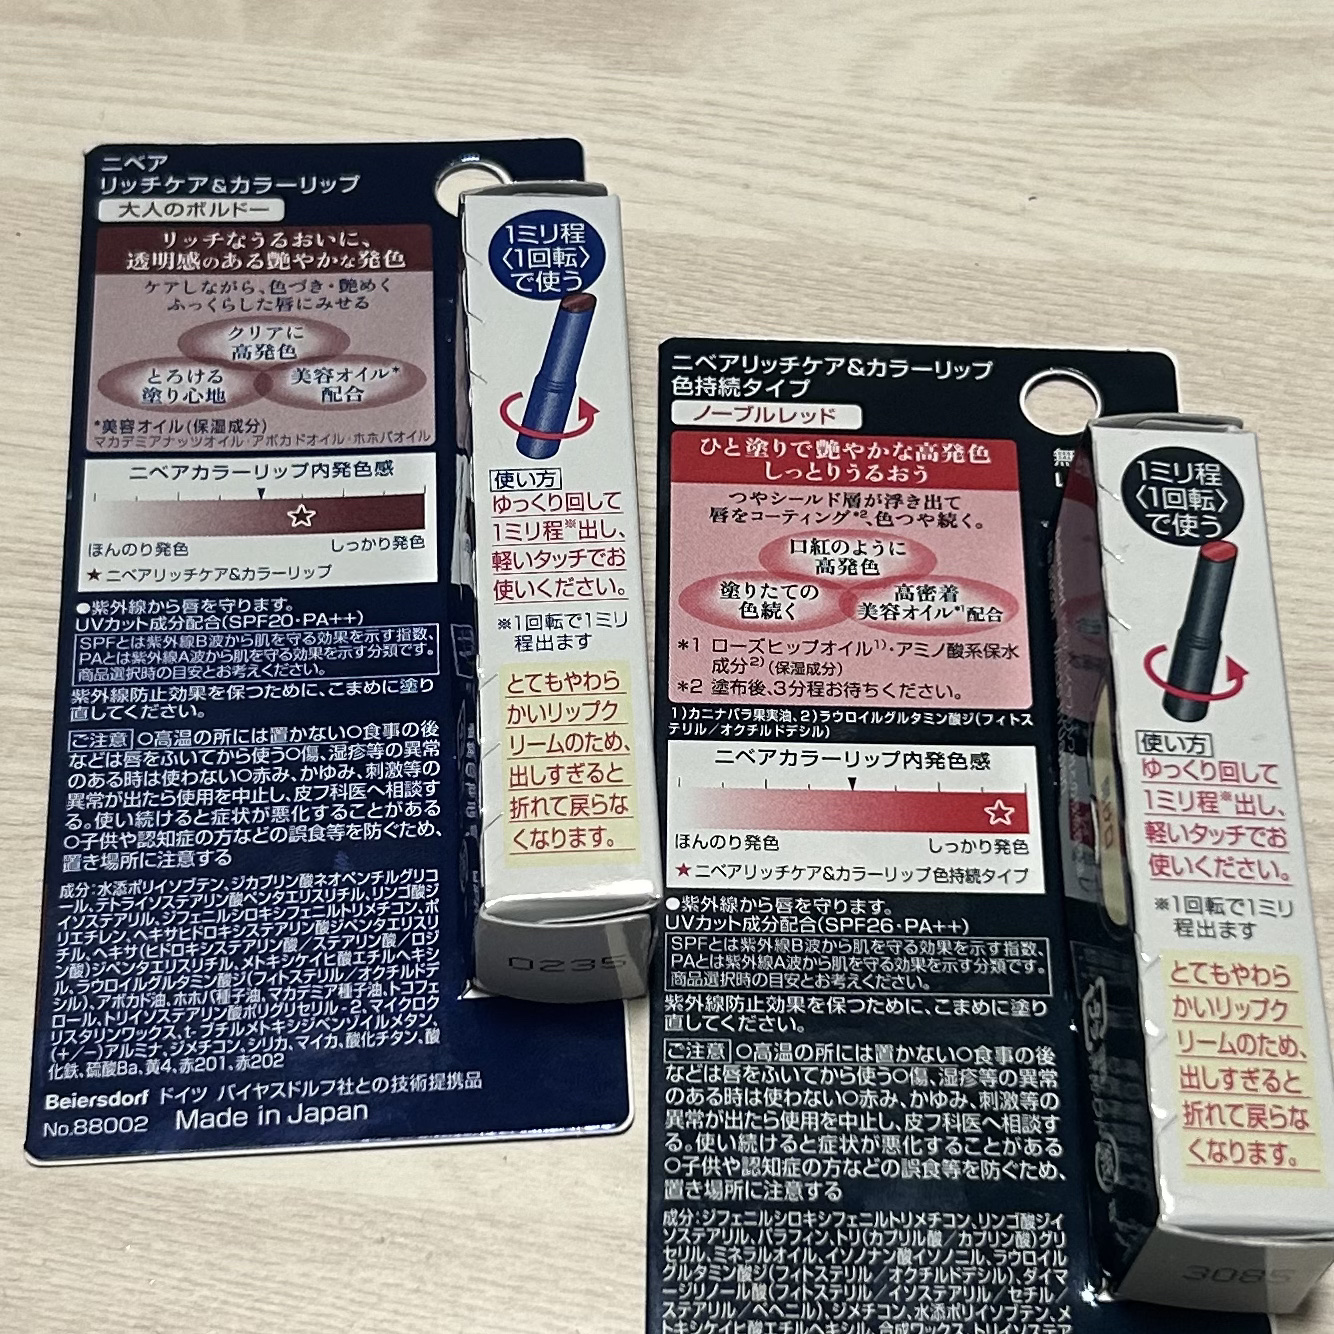 ニベア
リッチケア&カラーリップ
大人のボルドー
リッチなうるおいに、
透明感のある艶やかな発色
ケアしながら、色づき・艶めく
ふっくらした唇にみせる
クリアに
高発色
とろける
塗り心地
美容オイル*
配合
*美容オイル(保湿成分)
マカデミアナッツオイル・アボカドオイル・ホホバオイル
ニベアカラーリップ内発色感
ほんのり発色
しっかり発色
★ニベアリッチケア&カラーリップ
●紫外線から唇を守ります。
UVカット成分配合(SPF20・PA++)
SPFとは紫外線B波から肌を守る効果を示す指数、
PAとは紫外線A波から肌を守る効果を示す分類です。
商品選択時の目安とお考えください。
紫外線防止効果を保つために、こまめに塗り
直してください。
ご注意 ○高温の所には置かない○食事の後
などは唇をふいてから使う○傷、湿疹等の異常
のある時は使わない○赤み、かゆみ、刺激等の
異常が出たら使用を中止し、皮フ科医へ相談す
る。使い続けると症状が悪化することがある
○子供や認知症の方などの誤食等を防ぐため、
置き場所に注意する
成分:水添ポリイソブテン、ジカプリン酸ネオペンチルグリコ
ール、テトライソステアリン酸ペンタエリスリチル、リンゴ酸ジ
イソステアリル、ジフェニルシロキシフェニルトリメチコン、ポ
リエチレン、ヘキサヒドロキシステアリン酸ジペンタエリスリ
チル、ヘキサ(ヒドロキシステアリン酸/ステアリン酸/ロジ
ン酸)ジペンタエリスリチル、メトキシケイヒ酸エチルヘキシ
ル、ラウロイルグルタミン酸ジ(フィトステリル/オクチルドデ
シル)、アボカド油、ホホバ種子油、マカデミア種子油、トコフェ
ロール、トリイソステアリン酸ポリグリセリル-2、マイクロク
リスタリンワックス、t-ブチルメトキシジベンゾイルメタン、
(+/-)アルミナ、ジメチコン、シリカ、マイカ、酸化チタン、酸
化鉄、硫酸Ba、黄4、赤201、赤202
Beiersdorf ドイツ バイヤスドルフ社との技術提携品
No.88002 Made in Japan
1ミリ程
〈1回転〉
で使う
使い方
ゆっくり回して
1ミリ程※出し、
軽いタッチでお
使いください。
※1回転で1ミリ
程出ます
とてもやわら
かいリップク
リームのため、
出しすぎると
折れて戻らな
くなります。
0235
ニベアリッチケア&カラーリップ
色持続タイプ
ノーブルレッド
ひと塗りで艶やかな高発色
しっとりうるおう
つやシールド層が浮き出て
唇をコーティング*2、色つや続く。
口紅のように
高発色
塗りたての
色続く
高密着
美容オイル*1配合
*1 ローズヒップオイル1)・アミノ酸系保水
成分2)(保湿成分)
*2 塗布後、3分程お待ちください。
1)カニナバラ果実油、2)ラウロイルグルタミン酸ジ(フィトス
テリル/オクチルドデシル)
ニベアカラーリップ内発色感
ほんのり発色
しっかり発色
★ニベアリッチケア&カラーリップ色持続タイプ
●紫外線から唇を守ります。
UVカット成分配合(SPF26・PA++)
SPFとは紫外線B波から肌を守る効果を示す指数、
PAとは紫外線A波から肌を守る効果を示す分類です。
商品選択時の目安とお考えください。
紫外線防止効果を保つために、こまめに塗り
直してください。
ご注意 ○高温の所には置かない○食事の後
などは唇をふいてから使う○傷、湿疹等の異常
のある時は使わない○赤み、かゆみ、刺激等の
異常が出たら使用を中止し、皮フ科医へ相談す
る。使い続けると症状が悪化することがある
○子供や認知症の方などの誤食等を防ぐため、
置き場所に注意する
成分:ジフェニルシロキシフェニルトリメチコン、リンゴ酸ジイ
ソステアリル、パラフィン、トリ(カプリル酸/カプリン酸)グリ
セリル、ミネラルオイル、イソノナン酸イソノニル、ラウロイル
グルタミン酸ジ(フィトステリル/オクチルドデシル)、ダイマ
ージリノール酸(フィトステリル/イソステアリル/セチル/
ステアリル/ベヘニル)、ジメチコン、水添ポリイソブテン、メ
トキシケイヒ酸エチルヘキシル、合成ワックス、トリイソステア
無
1ミリ程
〈1回転〉
で使う
使い方
ゆっくり回して
1ミリ程※出し、
軽いタッチでお
使いください。
※1回転で1ミリ
程出ます
とてもやわら
かいリップク
リームのため、
出しすぎると
折れて戻らな
くなります。
3085